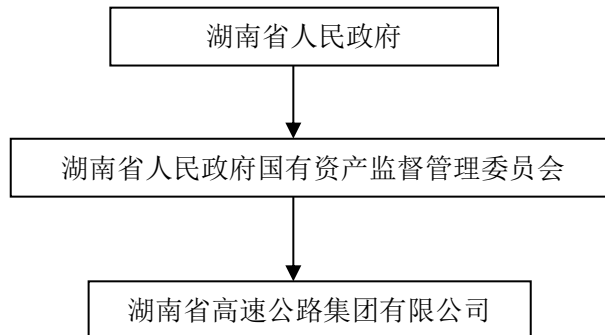 湖南省人民政府
湖南省人民政府国有资产监督管理委员会
湖南省高速公路集团有限公司